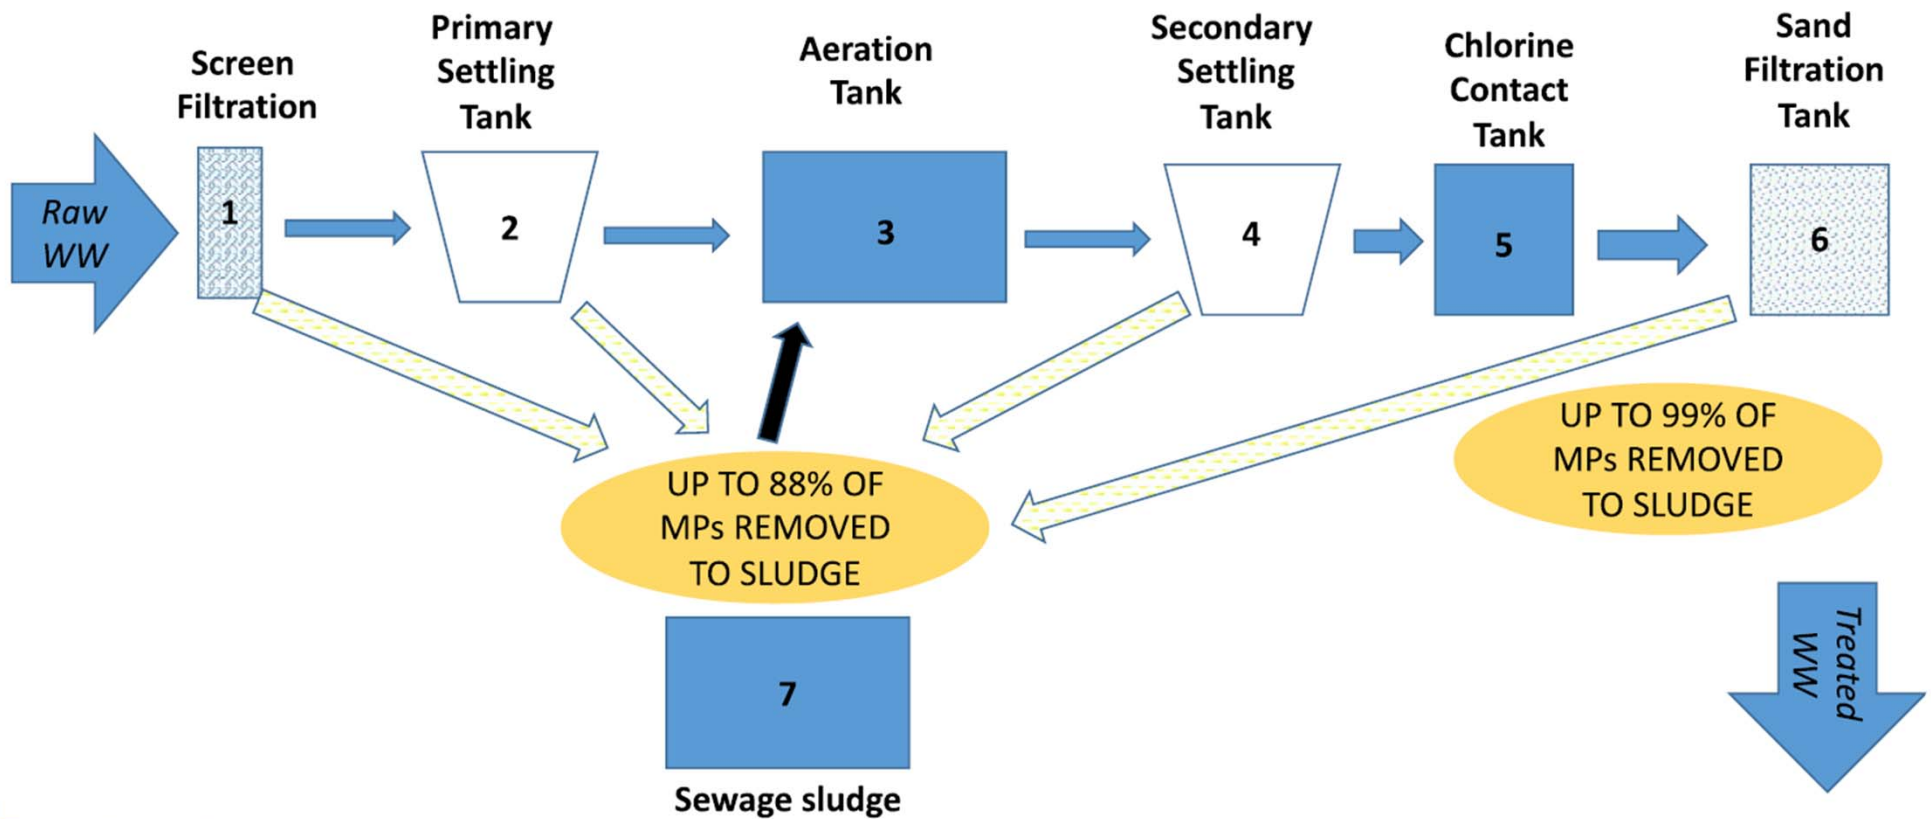 Screen
Filtration
Primary
Settling
Tank
Aeration
Tank
Secondary
Settling
Tank
Chlorine
Contact
Tank
Sand
Filtration
Tank
Raw
WW
1
2
3
4
5
6
UP TO 88% OF
MPs REMOVED
TO SLUDGE
UP TO 99% OF
MPs REMOVED
TO SLUDGE
7
Sewage sludge
Treated
WW